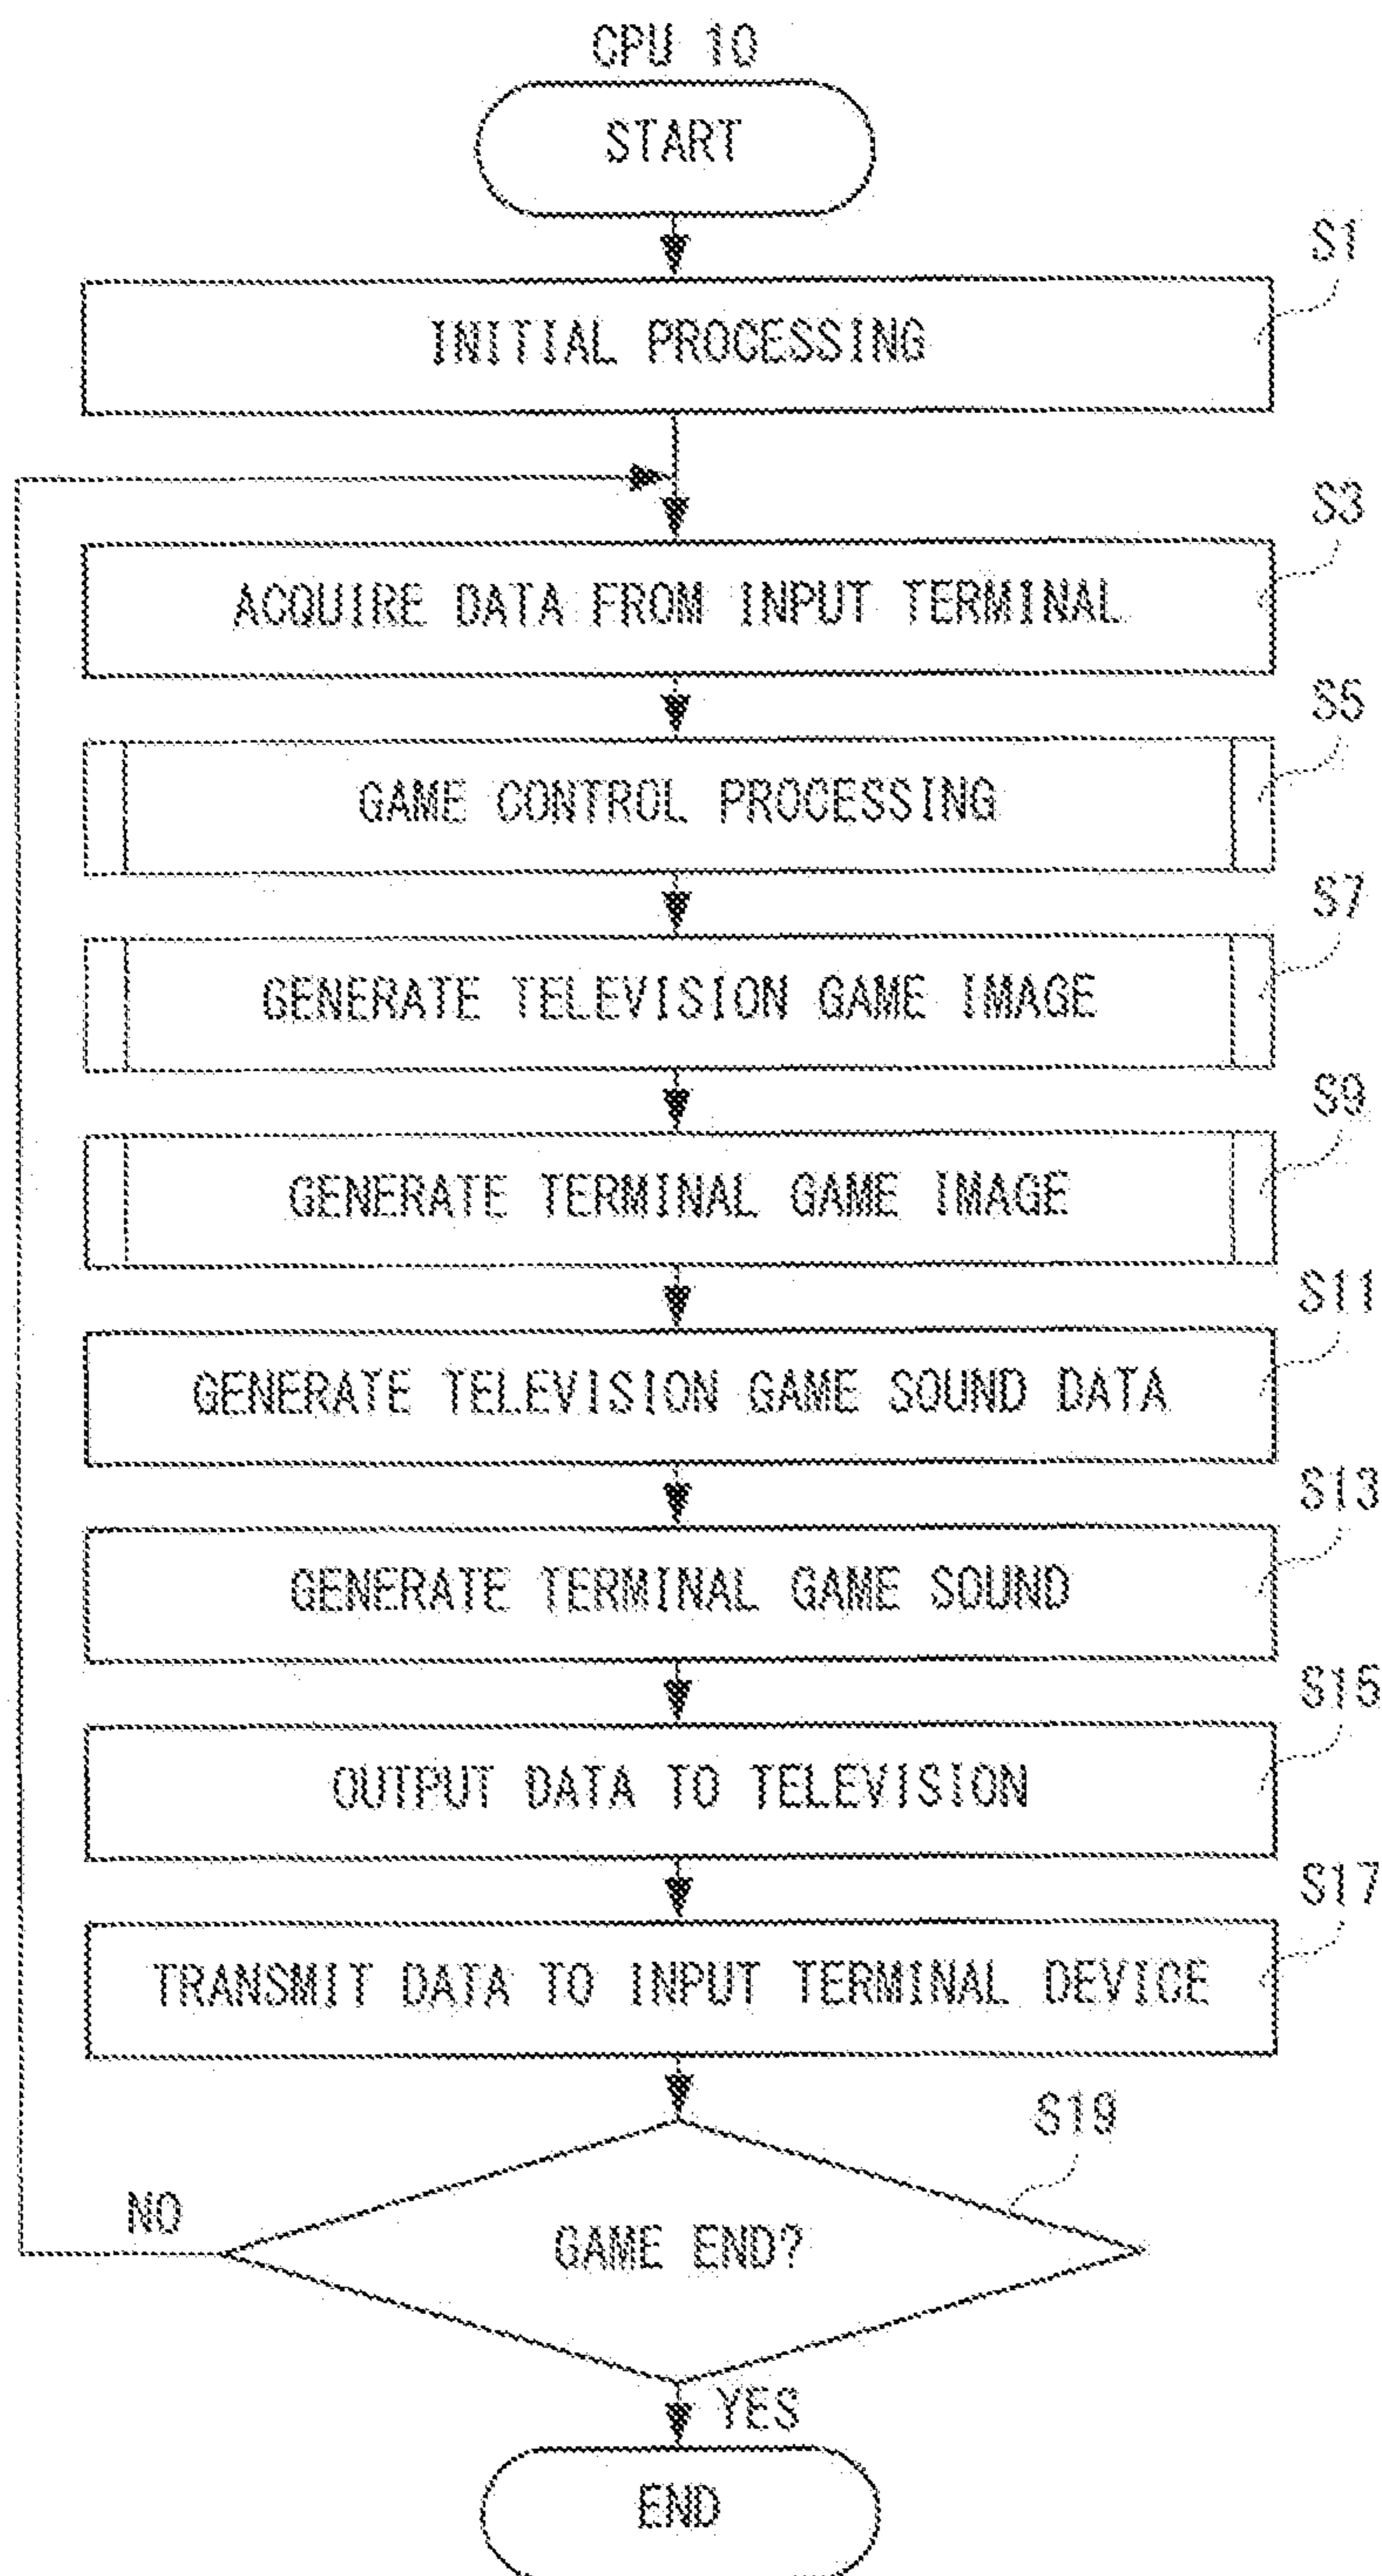 CPU 10
START
S1
INITIAL PROCESSING
S3
ACQUIRE DATA FROM INPUT TERMINAL
S5
GAME CONTROL PROCESSING
S7
GENERATE TELEVISION GAME IMAGE
S9
GENERATE TERMINAL GAME IMAGE
S11
GENERATE TELEVISION GAME SOUND DATA
S13
GENERATE TERMINAL GAME SOUND
S15
OUTPUT DATA TO TELEVISION
S17
TRANSMIT DATA TO INPUT TERMINAL DEVICE
S19
NO
GAME END?
YES
END